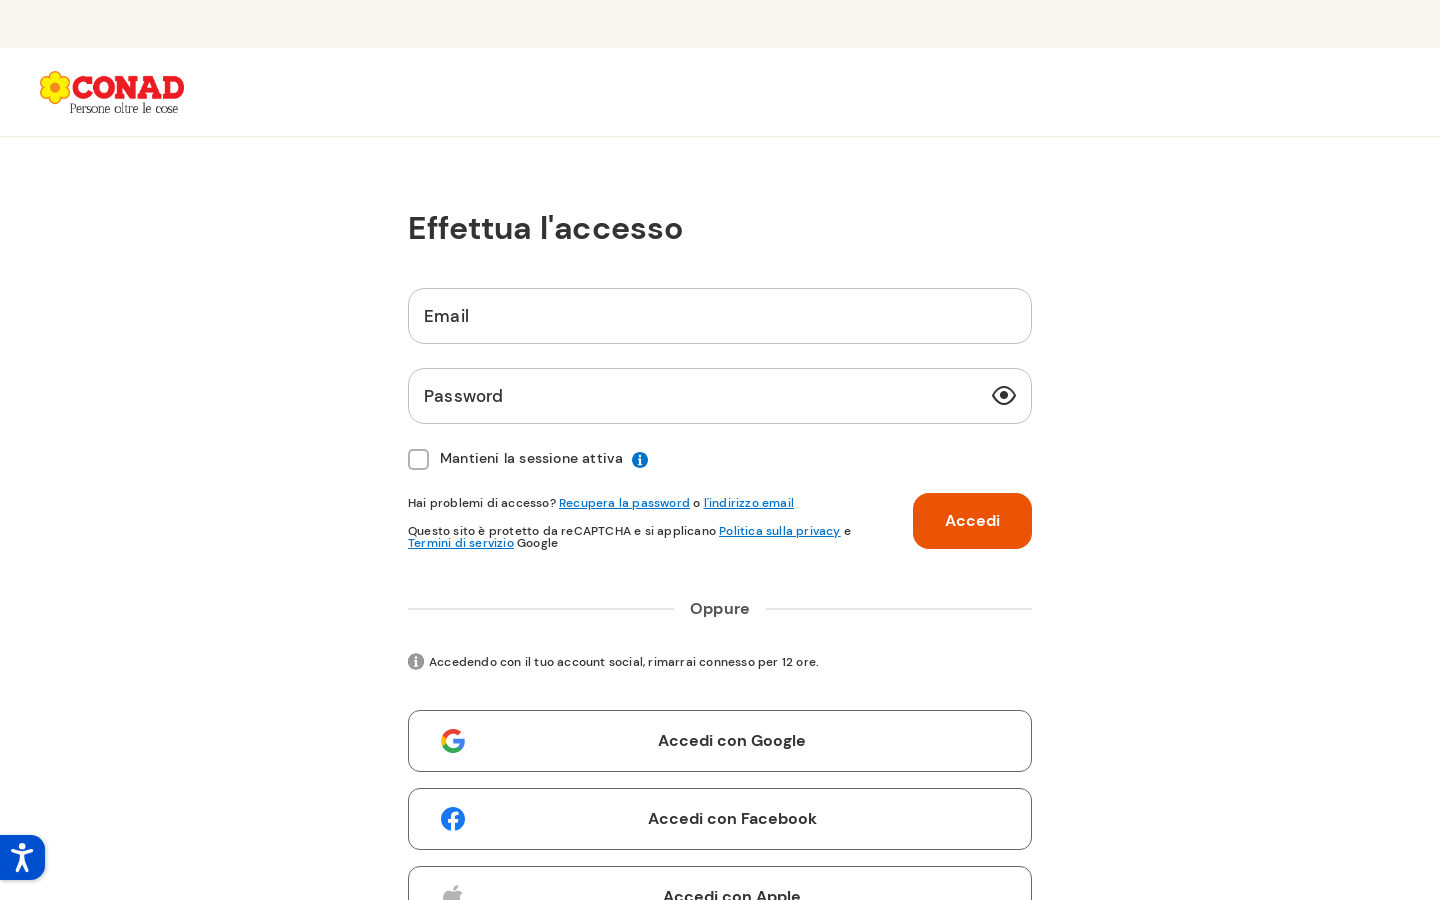 CONAD
Persone oltre le cose
Effettua l'accesso
Email
Password
Mantieni la sessione attiva
Hai problemi di accesso? Recupera la password o l'indirizzo email
Accedi
Questo sito è protetto da reCAPTCHA e si applicano Politica sulla privacy e
Termini di servizio Google
Oppure
Accedendo con il tuo account social, rimarrai connesso per 12 ore.
Accedi con Google
Accedi con Facebook
Accedi con Apple